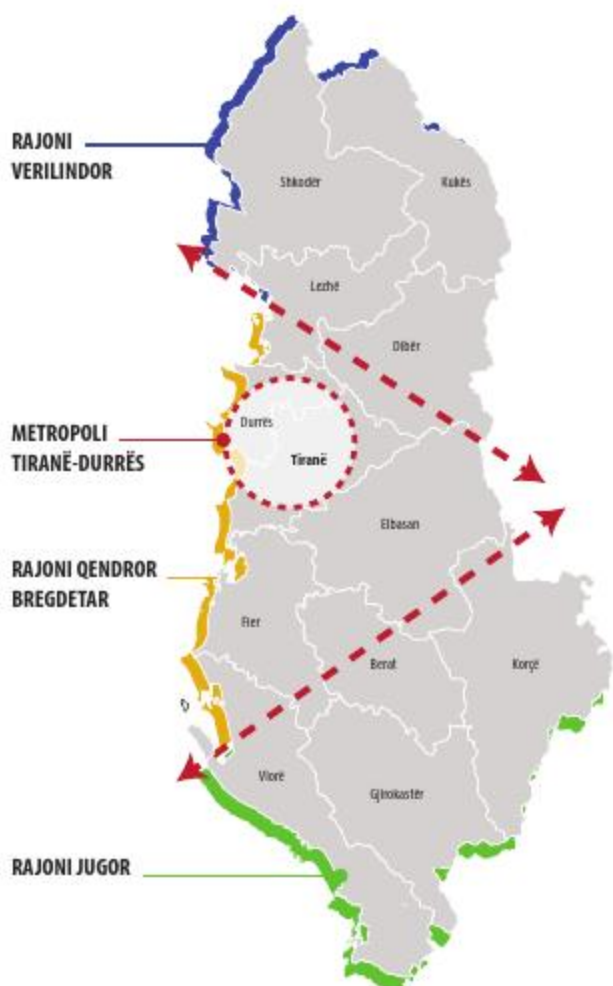 RAJONI
VERILINDOR
Shkodër
Kukës
Lezhë
Dibër
METROPOLI
TIRANË-DURRËS
Durrës
Tiranë
Elbasan
RAJONI QENDROR
BREGDETAR
Fier
Berat
Korçë
Vlorë
Gjirokastër
RAJONI JUGOR